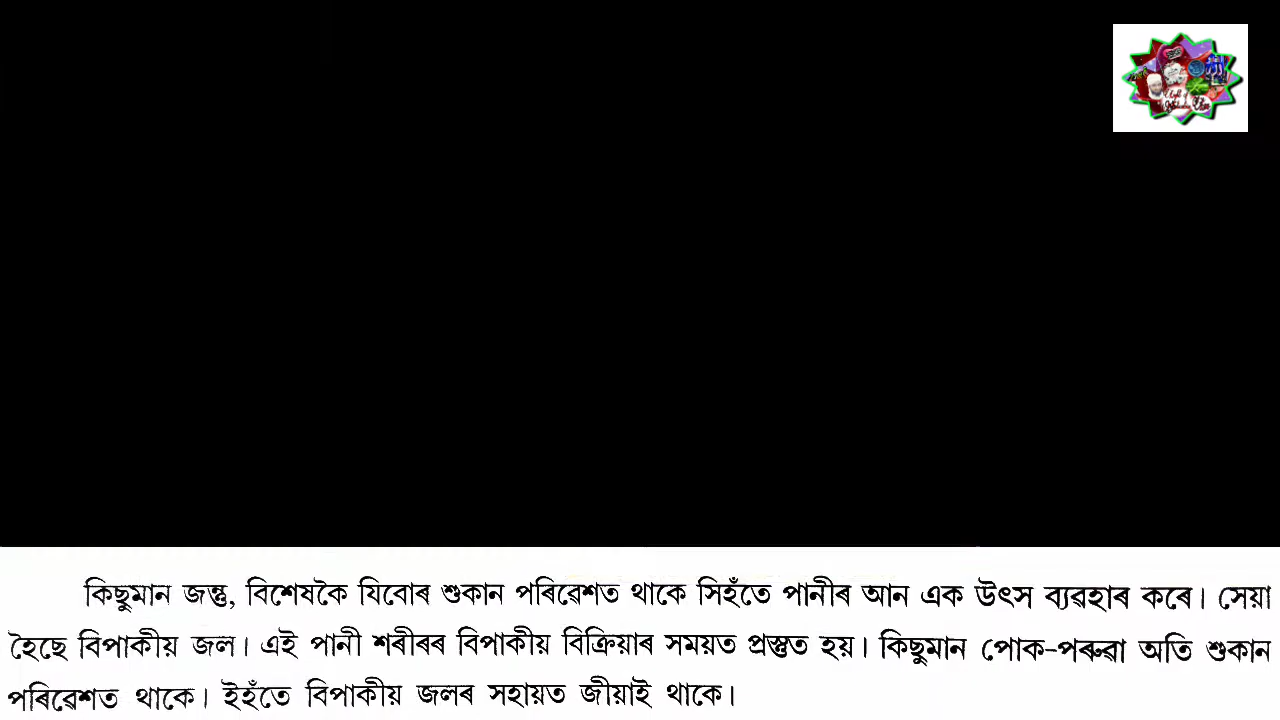 কিছুমান জন্তু, বিশেষকৈ যিবোৰ শুকান পৰিৱেশত থাকে সিহঁতে পানীৰ আন এক উৎস ব্যৱহাৰ কৰে। সেয়া
হৈছে বিপাকীয় জল। এই পানী শৰীৰৰ বিপাকীয় বিক্ৰিয়াৰ সময়ত প্ৰস্তুত হয়। কিছুমান পোক-পৰুৱা অতি শুকান
পৰিৱেশত থাকে। ইহঁতে বিপাকীয় জলৰ সহায়ত জীয়াই থাকে।